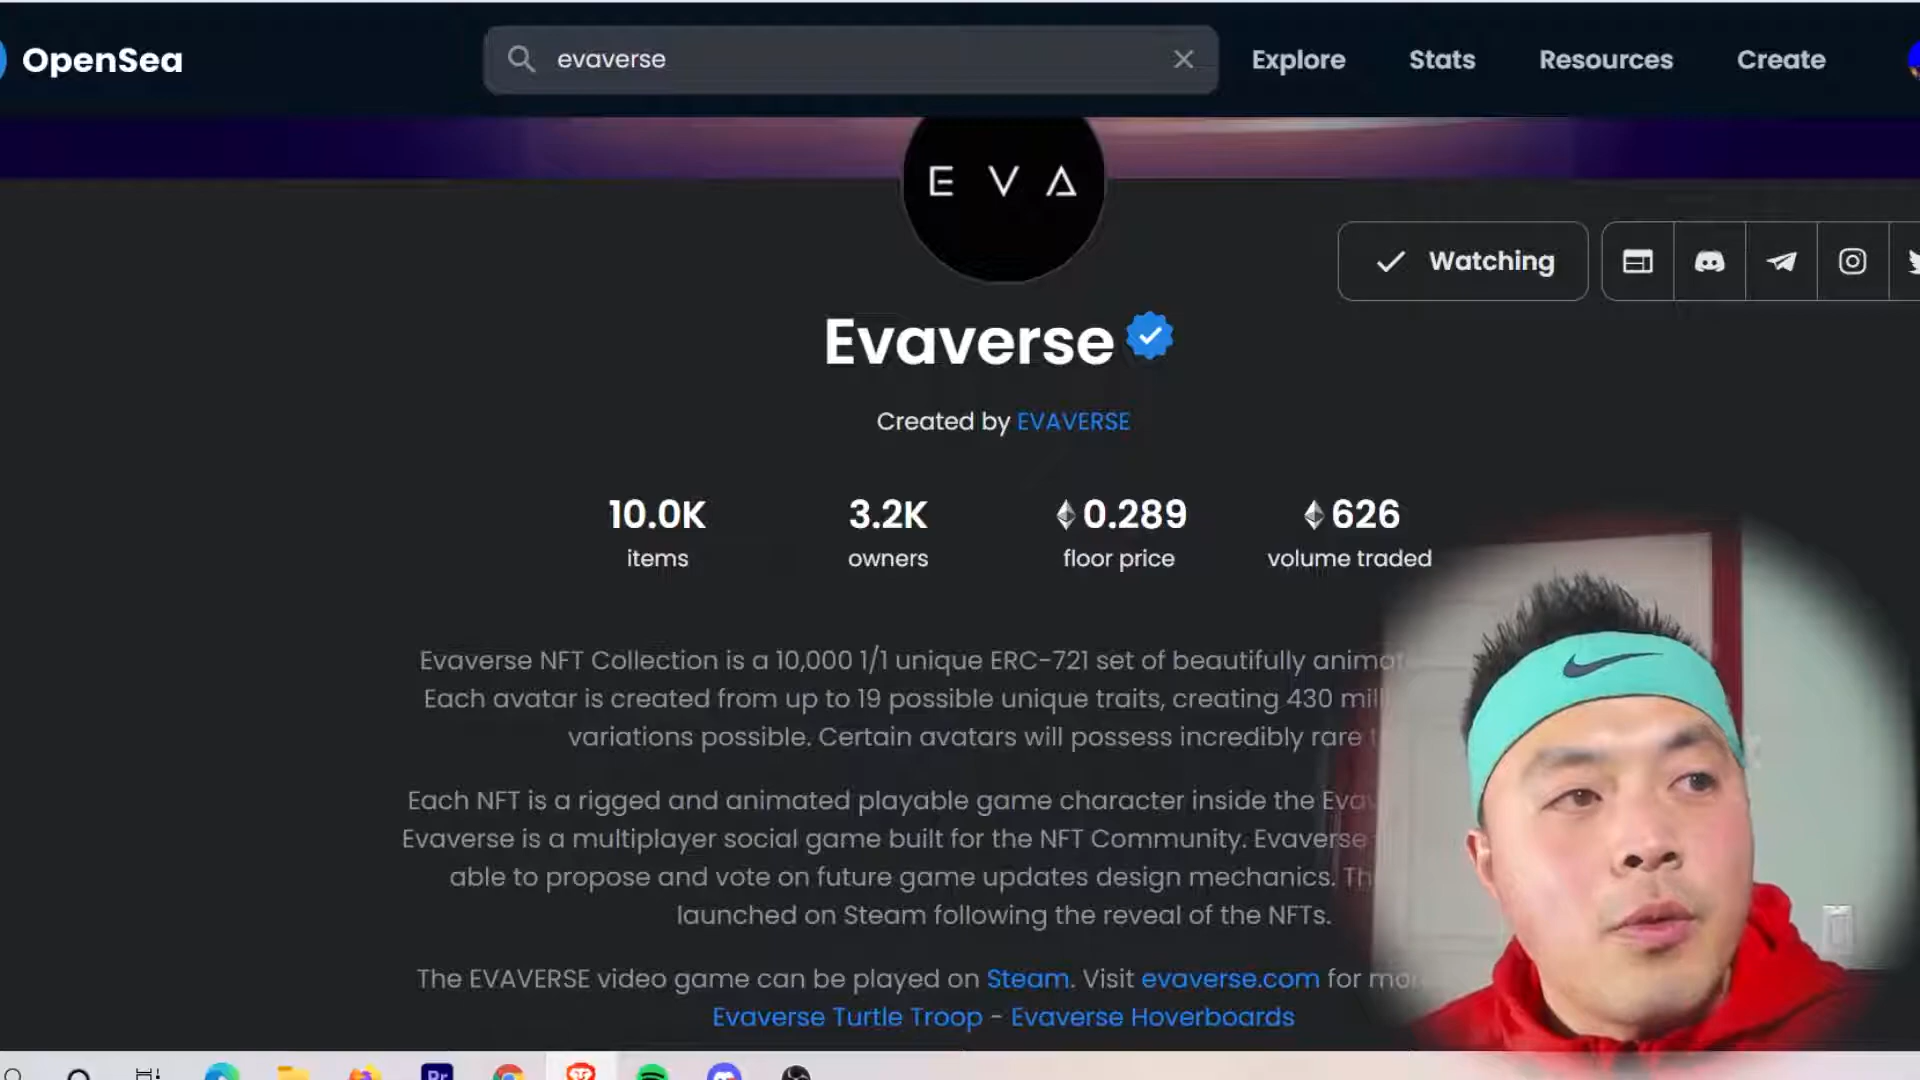 OpenSea
evaverse
Explore
Stats
Resources
Create
E V A
Watching
Evaverse
Created by EVAVERSE
10.0K
items
3.2K
owners
0.289
floor price
626
volume traded
Evaverse NFT Collection is a 10,000 1/1 unique ERC-721 set of beautifully
Each avatar is created from up to 19 possible unique traits, creating 430
variations possible. Certain avatars will possess incredibly rare
Each NFT is a rigged and animated playable game character inside the
Evaverse is a multiplayer social game built for the NFT Community. Evaverse
able to propose and vote on future game updates design mechanics.
launched on Steam following the reveal of the NFTs.
The EVAVERSE video game can be played on Steam. Visit evaverse.com for
Evaverse Turtle Troop - Evaverse Hoverboards
Pr